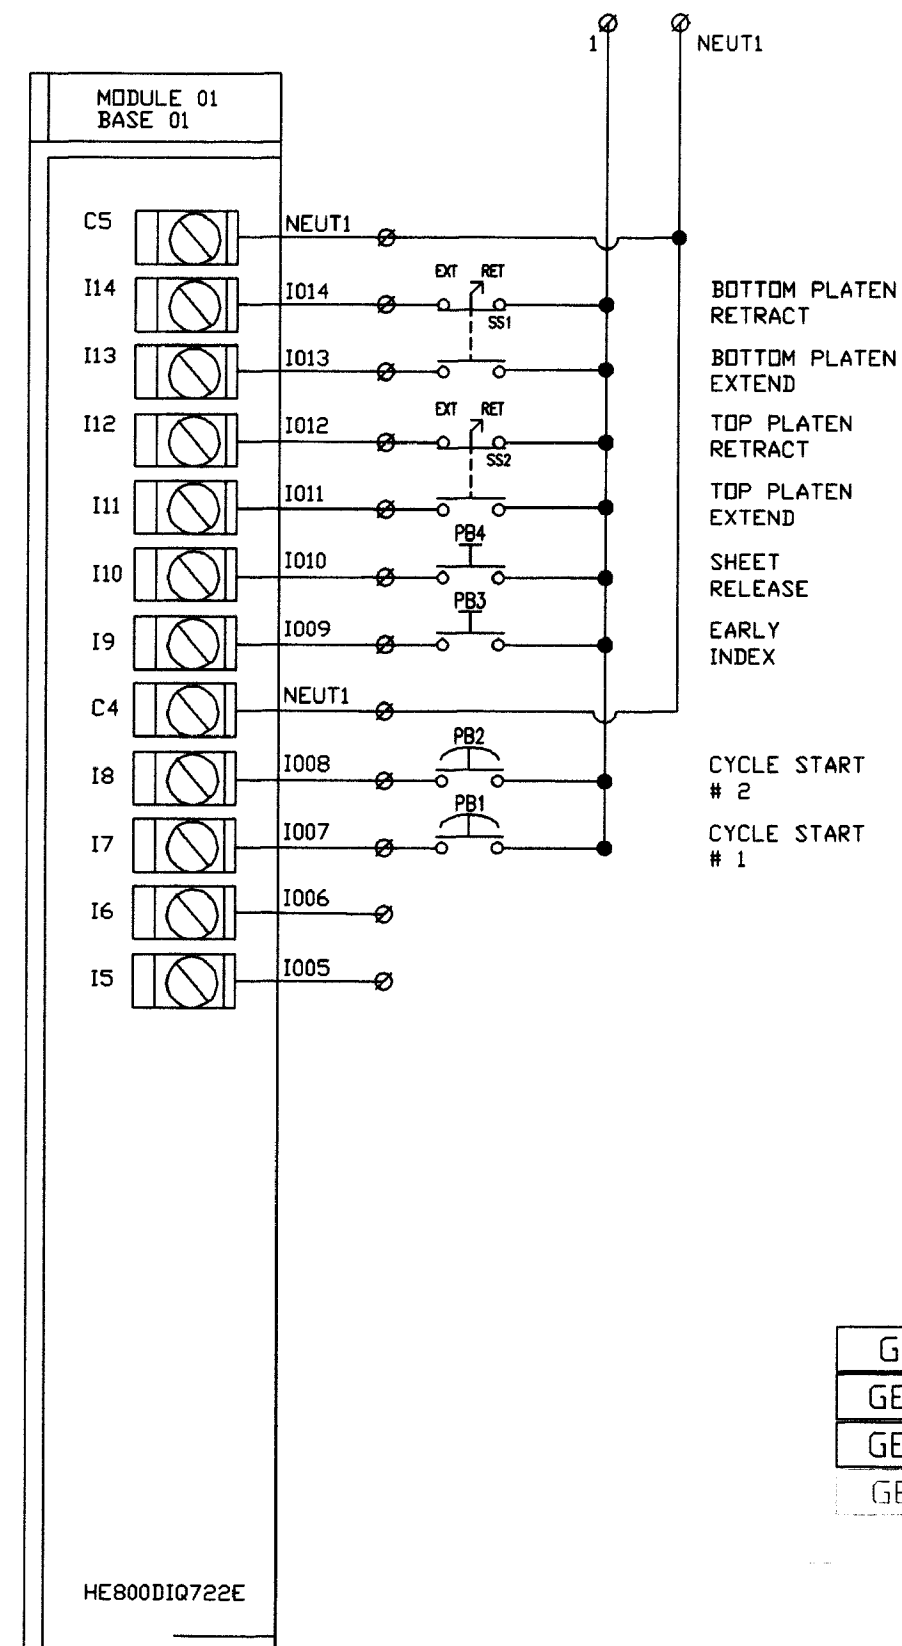 1
NEUT1
MODULE 01
BASE 01
C5
NEUT1
I14
I014
EXT RET
SS1
BOTTOM PLATEN
RETRACT
I13
I013
BOTTOM PLATEN
EXTEND
I12
I012
EXT RET
SS2
TOP PLATEN
RETRACT
I11
I011
TOP PLATEN
EXTEND
I10
I010
PB4
SHEET
RELEASE
I9
I009
PB3
EARLY
INDEX
C4
NEUT1
I8
I008
PB2
CYCLE START
# 2
I7
I007
PB1
CYCLE START
# 1
I6
I006
I5
I005
G
GE
GE
GE
HE800DIQ722E